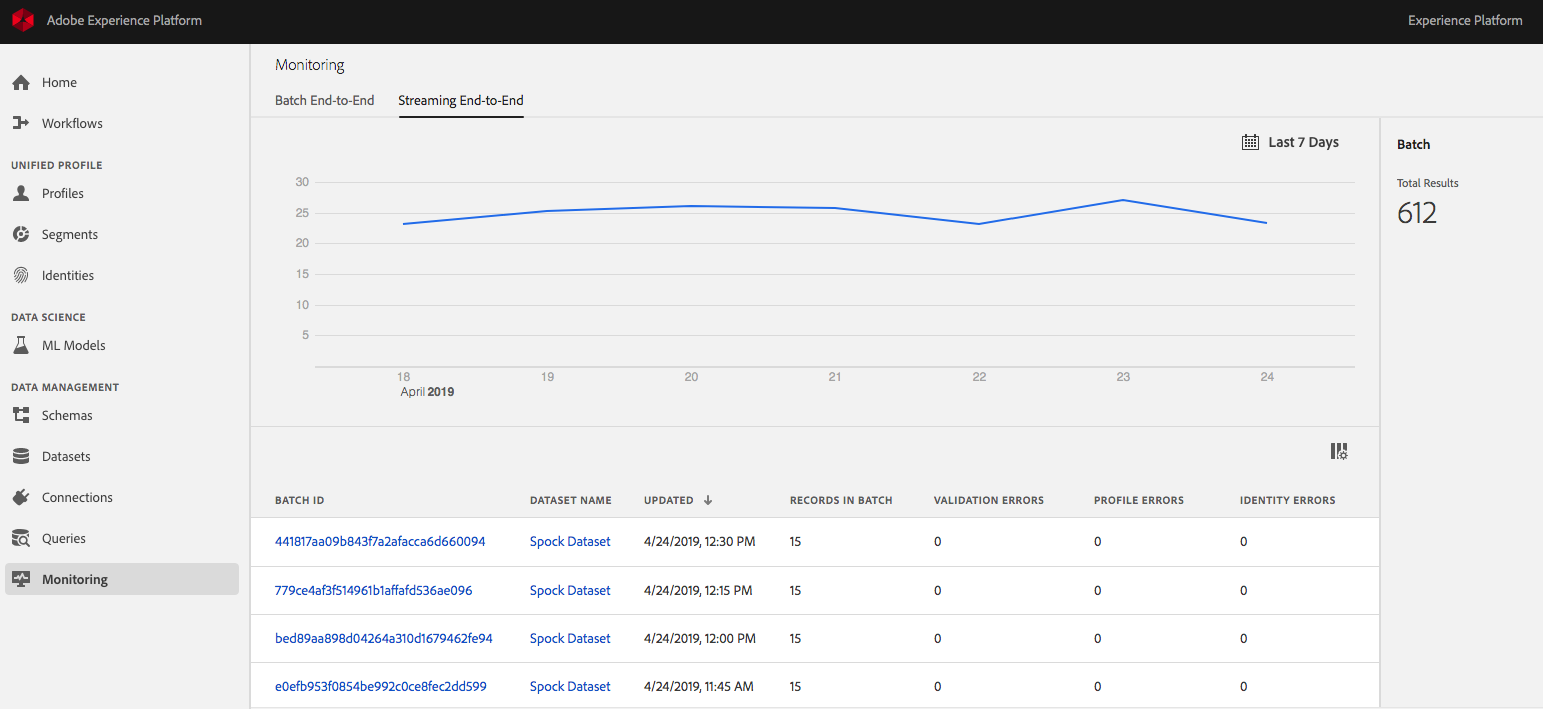 Adobe Experience Platform
Experience Platform
Home
Workflows
UNIFIED PROFILE
Profiles
Segments
Identities
DATA SCIENCE
ML Models
DATA MANAGEMENT
Schemas
Datasets
Connections
Queries
Monitoring
Monitoring
Batch End-to-End Streaming End-to-End
Last 7 Days
30
25
20
15
10
5
18 19 20 21 22 23 24
April 2019
Batch
Total Results
612
BATCH ID DATASET NAME UPDATED RECORDS IN BATCH VALIDATION ERRORS PROFILE ERRORS IDENTITY ERRORS
441817aa09b843f7a2afacca6d660094 Spock Dataset 4/24/2019, 12:30 PM 15 0 0 0
779ce4af3f514961b1affafd536ae096 Spock Dataset 4/24/2019, 12:15 PM 15 0 0 0
bed89aa898d04264a310d1679462fe94 Spock Dataset 4/24/2019, 12:00 PM 15 0 0 0
e0efb953f0854be992c0ce8fec2dd599 Spock Dataset 4/24/2019, 11:45 AM 15 0 0 0